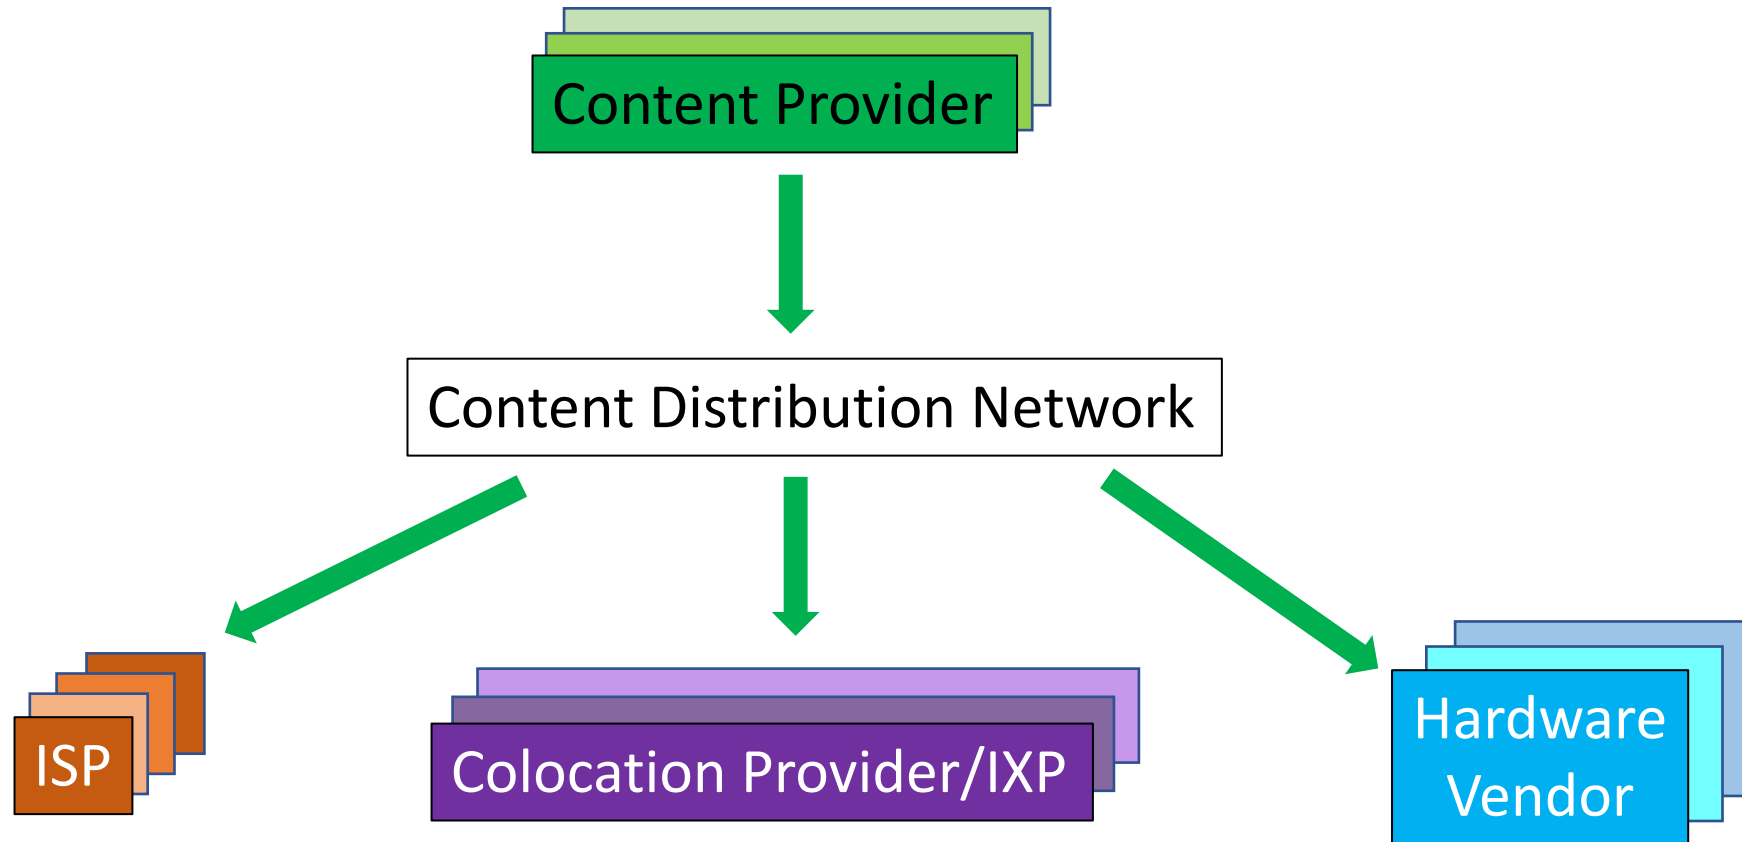 Content Provider
Content Distribution Network
ISP
Colocation Provider/IXP
Hardware
Vendor